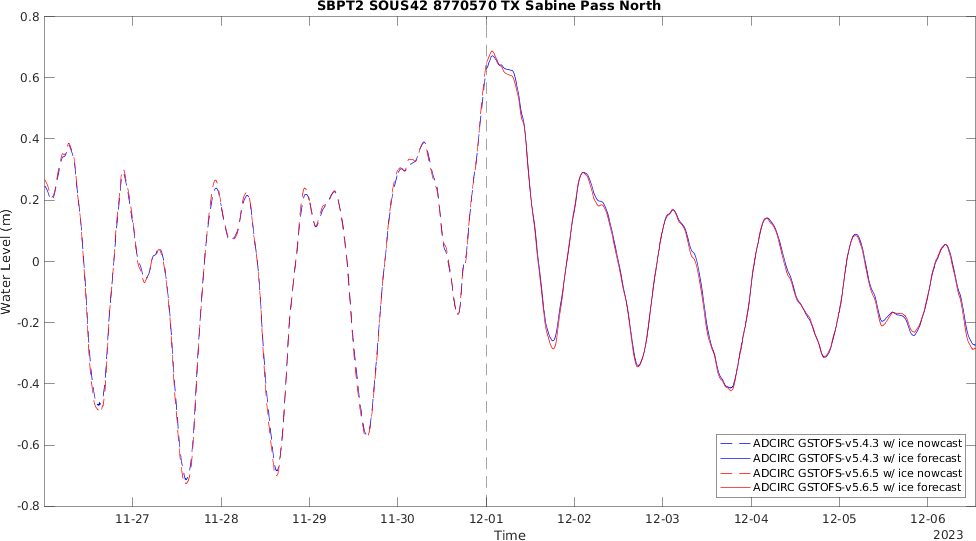 SBPT2 SOUS42 8770570 TX Sabine Pass North
0.8
0.6
0.4
0.2
0
-0.2
-0.4
-0.6
-0.8
Water Level (m)
ADCIRC GSTOFS-v5.4.3 w/ ice nowcast
ADCIRC GSTOFS-v5.4.3 w/ ice forecast
ADCIRC GSTOFS-v5.6.5 w/ ice nowcast
ADCIRC GSTOFS-v5.6.5 w/ ice forecast
11-27 11-28 11-29 11-30 12-01 12-02 12-03 12-04 12-05 12-06
Time
2023